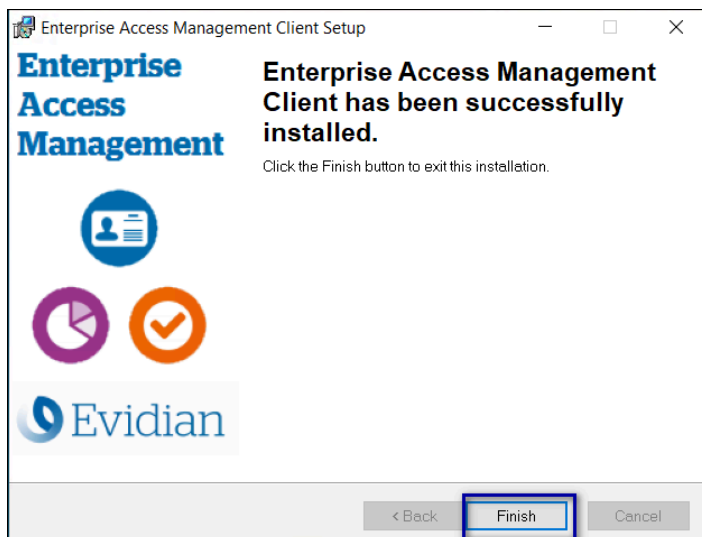 Enterprise Access Management Client Setup
Enterprise
Access
Management
Enterprise Access Management
Client has been successfully
installed.
Click the Finish button to exit this installation.
Evidian
< Back
Finish
Cancel